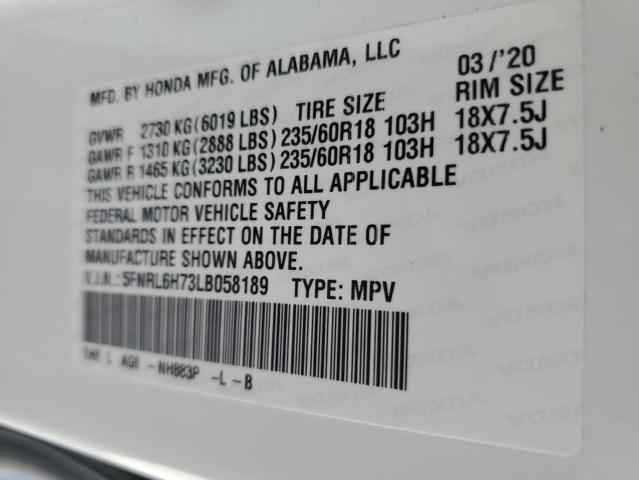 MFD. BY HONDA MFG. OF ALABAMA, LLC 03/'20
GVWR 2730 KG(6019 LBS) TIRE SIZE RIM SIZE
GAWR F 1310 KG(2888 LBS) 235/60R18 103H 18X7.5J
GAWR R 1465 KG(3230 LBS) 235/60R18 103H 18X7.5J
THIS VEHICLE CONFORMS TO ALL APPLICABLE
FEDERAL MOTOR VEHICLE SAFETY
STANDARDS IN EFFECT ON THE DATE OF
MANUFACTURE SHOWN ABOVE.
V.I.N.: 5FNRL6H73LB058189 TYPE: MPV
THR L AG8 -NH883P -L -B